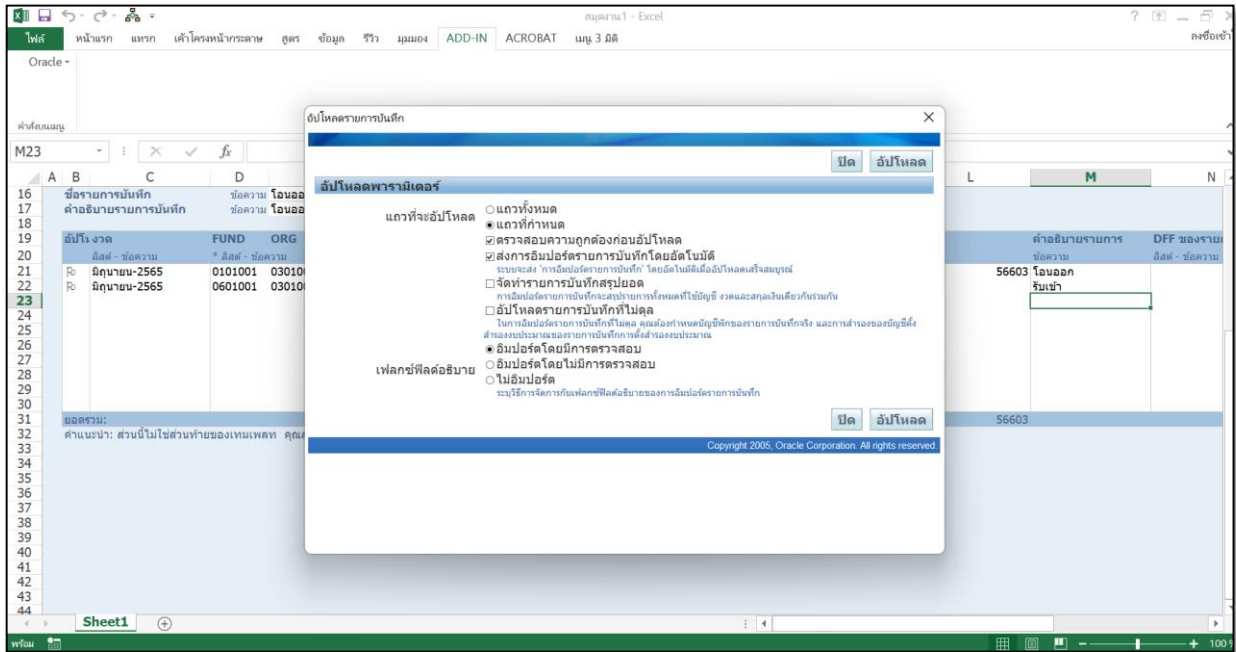 สมุดงาน1 - Excel
ไฟล์ หน้าแรก แทรก เค้าโครงหน้ากระดาษ สูตร ข้อมูล รีวิว มุมมอง ADD-IN ACROBAT เมนู 3 มิติ ลงชื่อเข้า
Oracle
คำสั่งบนเมนู
M23 fx
A B C D L M N
16 ชื่อรายการบันทึก ข้อความ โอนออ
17 คำอธิบายรายการบันทึก ข้อความ โอนออ
18
19 อัปโ งวด FUND ORG คำอธิบายรายการ DFF ของราย
20 ลิสต์ - ข้อความ * ลิสต์ - ข้อความ ข้อความ ลิสต์ - ข้อความ
21 มิถุนายน-2565 0101001 03010 56603 โอนออก
22 มิถุนายน-2565 0601001 03010 รับเข้า
23
24
25
26
27
28
29
30
31 ยอดรวม: 56603
32 คำแนะนำ: ส่วนนี้ไม่ใช่ส่วนท้ายของเทมเพลท
33
34
35
36
37
38
39
40
41
42
43
44
อัปโหลดรายการบันทึก
ปิด อัปโหลด
อัปโหลดพารามิเตอร์
แถวที่จะอัปโหลด
แถวทั้งหมด
แถวที่กำหนด
ตรวจสอบความถูกต้องก่อนอัปโหลด
ส่งการอิมปอร์ตรายการบันทึกโดยอัตโนมัติ
ระบบจะส่ง 'การอิมปอร์ตรายการบันทึก' โดยอัตโนมัติเมื่ออัปโหลดเสร็จสมบูรณ์
จัดทำรายการบันทึกสรุปยอด
การอิมปอร์ตรายการบันทึกจะสรุปรายการทั้งหมดที่ใช้บัญชี งวดและสกุลเงินเดียวกันร่วมกัน
อัปโหลดรายการบันทึกที่ไม่ดุล
ในการอิมปอร์ตรายการบันทึกที่ไม่ดุล คุณต้องกำหนดบัญชีพักของรายการบันทึกจริง และการสำรองของบัญชีตั้ง
สำรองงบประมาณของรายการบันทึกการตั้งสำรองงบประมาณ
เฟลกซ์ฟิลด์อธิบาย
อิมปอร์ตโดยมีการตรวจสอบ
อิมปอร์ตโดยไม่มีการตรวจสอบ
ไม่อิมปอร์ต
ระบุวิธีการจัดการกับเฟลกซ์ฟิลด์อธิบายของการอิมปอร์ตรายการบันทึก
ปิด อัปโหลด
Copyright 2005, Oracle Corporation. All rights reserved.
Sheet1
พร้อม 100